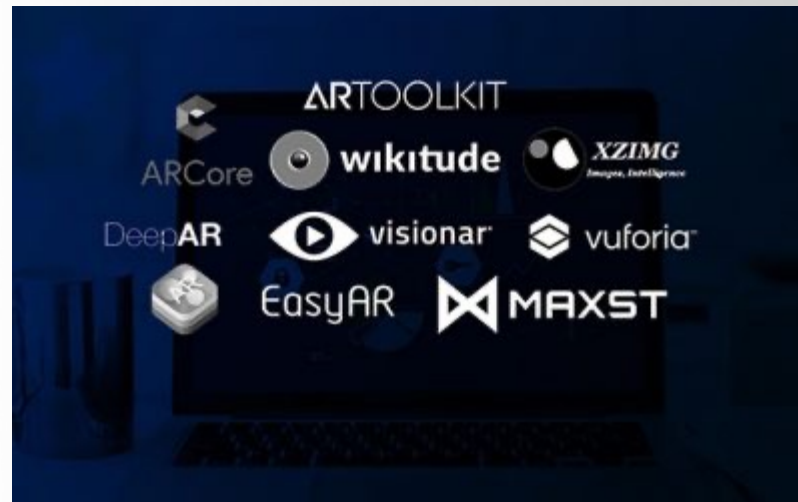 ARTOOLKIT
ARCore
wikitude
XZIMG
Images, Intelligence
DeepAR
visionar
vuforia
EasyAR
MAXST